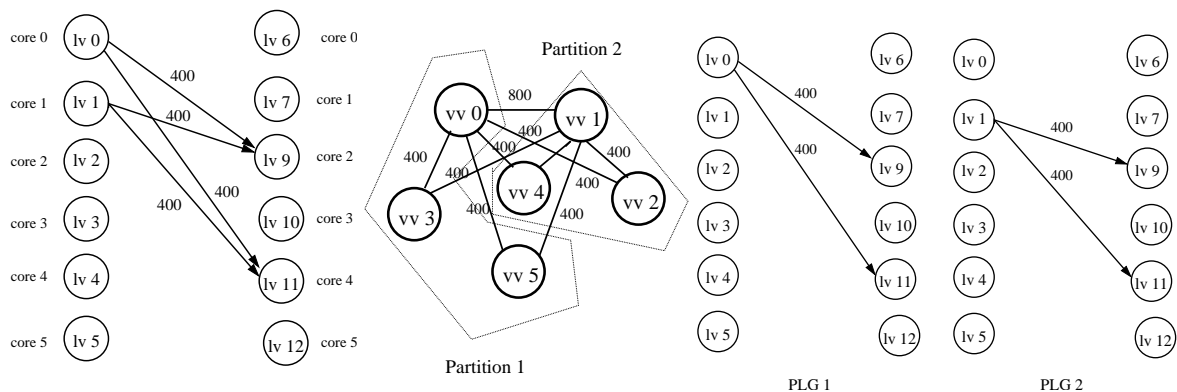 core 0
lv 0
lv 6
core 0
400
core 1
lv 1
400
lv 7
core 1
core 2
lv 2
lv 9
core 2
400
400
core 3
lv 3
lv 10
core 3
core 4
lv 4
lv 11
core 4
core 5
lv 5
lv 12
core 5
Partition 2
800
vv 0
vv 1
400
400
400
400
400
400
vv 4
vv 2
vv 3
400
400
vv 5
Partition 1
lv 0
lv 6
400
lv 1
lv 7
400
lv 2
lv 9
lv 3
lv 10
lv 4
lv 11
lv 5
lv 12
PLG 1
lv 0
lv 6
lv 1
400
lv 7
lv 2
400
lv 9
lv 3
lv 10
lv 4
lv 11
lv 5
lv 12
PLG 2